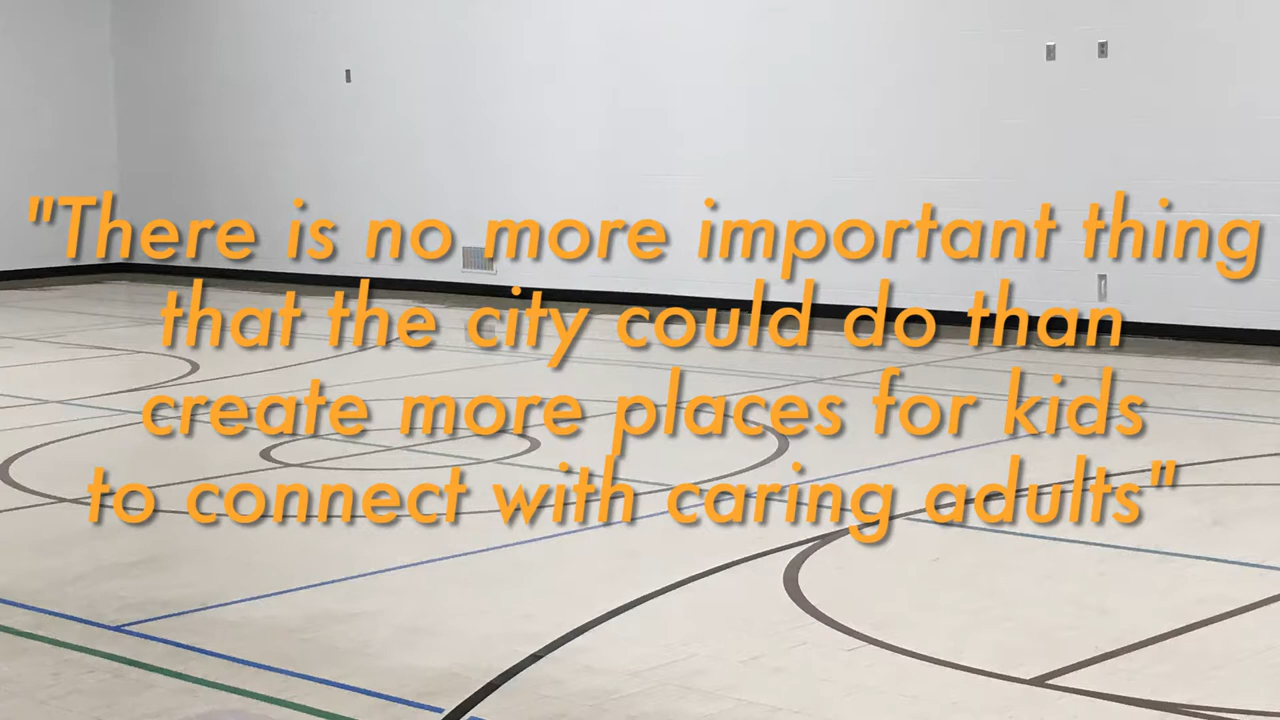 "There is no more important thing
that the city could do than
create more places for kids
to connect with caring adults"